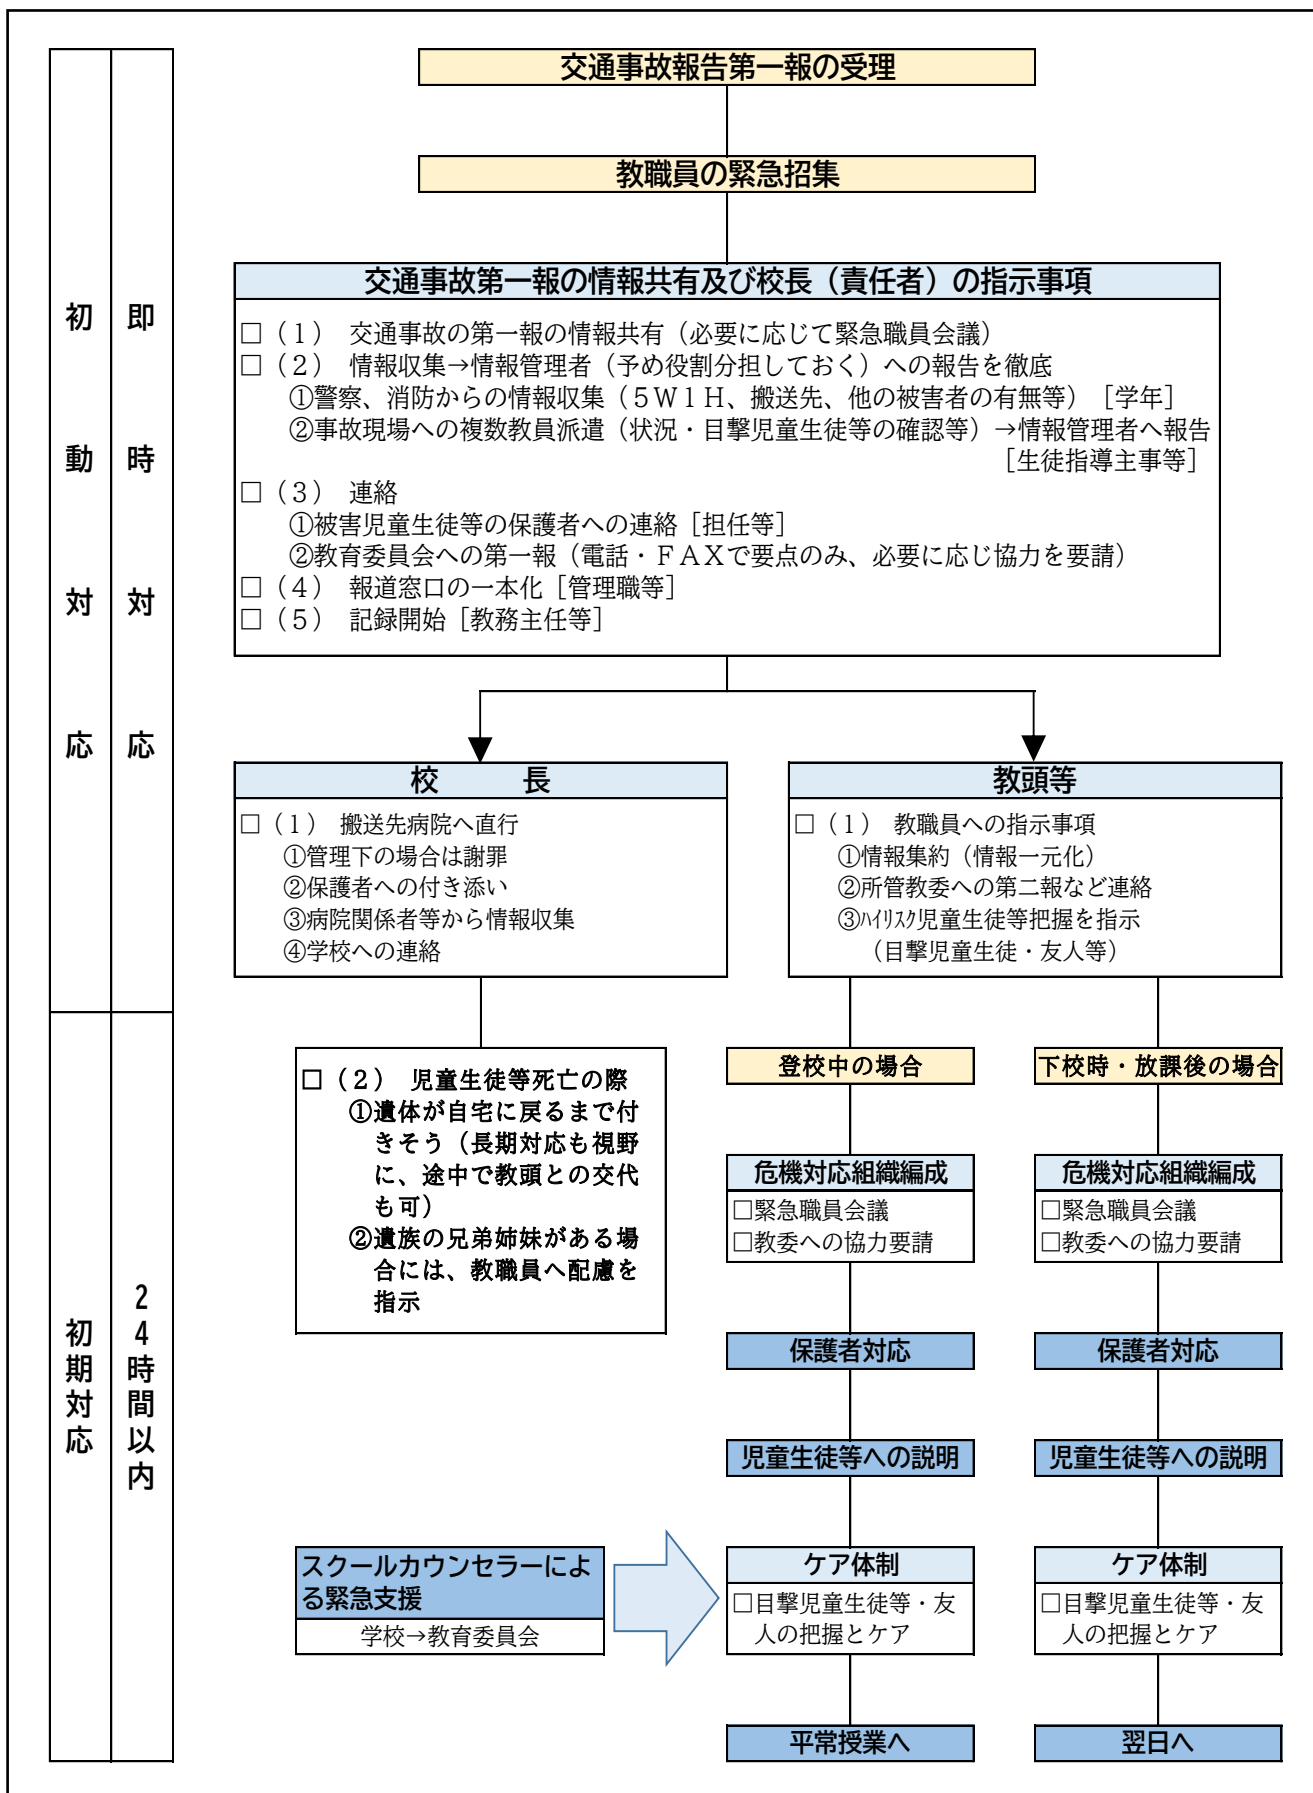 交通事故報告第一報の受理
教職員の緊急招集
初動対応
即時対応
交通事故第一報の情報共有及び校長（責任者）の指示事項
□（１） 交通事故の第一報の情報共有（必要に応じて緊急職員会議）
□（２） 情報収集→情報管理者（予め役割分担しておく）への報告を徹底
①警察、消防からの情報収集（５Ｗ１Ｈ、搬送先、他の被害者の有無等）［学年］
②事故現場への複数教員派遣（状況・目撃児童生徒等の確認等）→情報管理者へ報告
［生徒指導主事等］
□（３） 連絡
①被害児童生徒等の保護者への連絡［担任等］
②教育委員会への第一報（電話・ＦＡＸで要点のみ、必要に応じ協力を要請）
□（４） 報道窓口の一本化［管理職等］
□（５） 記録開始［教務主任等］
校　　　長
□（１） 搬送先病院へ直行
①管理下の場合は謝罪
②保護者への付き添い
③病院関係者等から情報収集
④学校への連絡
教頭等
□（１） 教職員への指示事項
①情報集約（情報一元化）
②所管教委への第二報など連絡
③ﾊｲﾘｽｸ児童生徒等把握を指示
（目撃児童生徒・友人等）
初期対応
２４時間以内
□（２） 児童生徒等死亡の際
①遺体が自宅に戻るまで付
きそう（長期対応も視野
に、途中で教頭との交代
も可）
②遺族の兄弟姉妹がある場
合には、教職員へ配慮を
指示
登校中の場合
危機対応組織編成
□緊急職員会議
□教委への協力要請
保護者対応
児童生徒等への説明
スクールカウンセラーによ
る緊急支援
学校→教育委員会
ケア体制
□目撃児童生徒等・友
人の把握とケア
平常授業へ
下校時・放課後の場合
危機対応組織編成
□緊急職員会議
□教委への協力要請
保護者対応
児童生徒等への説明
ケア体制
□目撃児童生徒等・友
人の把握とケア
翌日へ